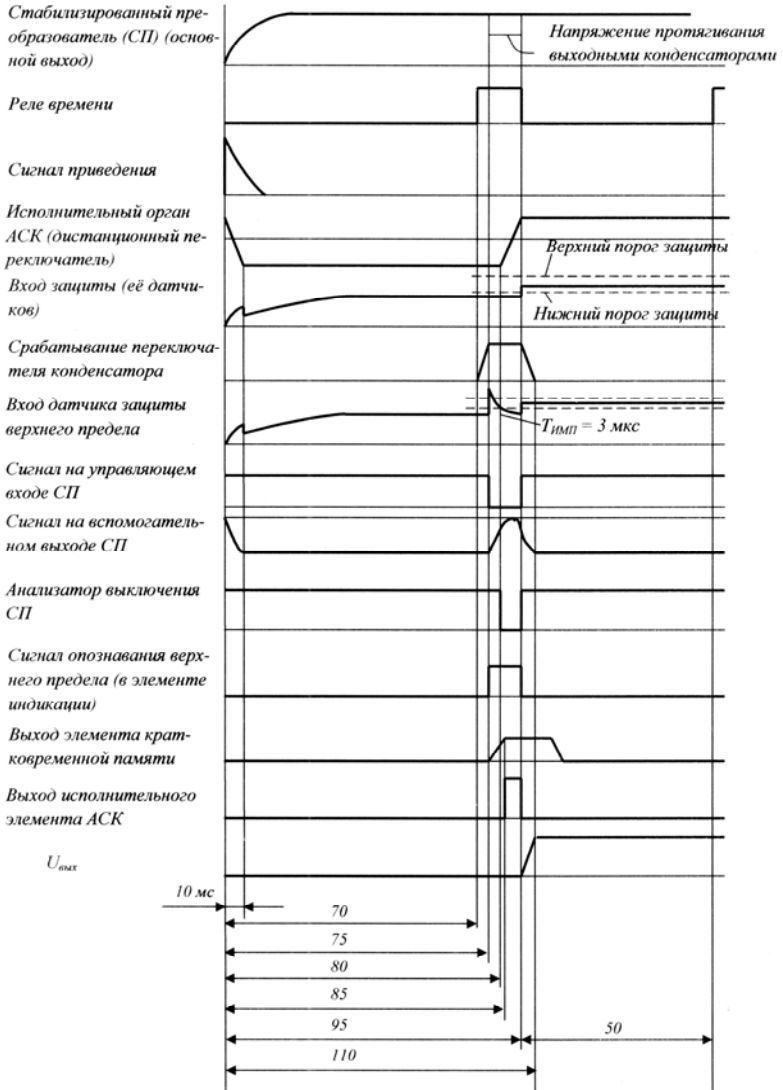 Стабилизированный пре-
образователь (СП) (основ-
ной выход)
Напряжение протягивания
выходными конденсаторами
Реле времени
Сигнал приведения
Исполнительный орган
АСК (дистанционный пе-
реключатель)
Верхний порог защиты
Вход защиты (её датчи-
ков)
Нижний порог защиты
Срабатывание переключа-
теля конденсатора
Вход датчика защиты
верхнего предела
TИМП = 3 мкс
Сигнал на управляющем
входе СП
Сигнал на вспомогатель-
ном выходе СП
Анализатор выключения
СП
Сигнал опознавания верх-
него предела (в элементе
индикации)
Выход элемента крат-
ковременной памяти
Выход исполнительного
элемента АСК
Uвых
10 мс
70
75
80
85
95
50
110